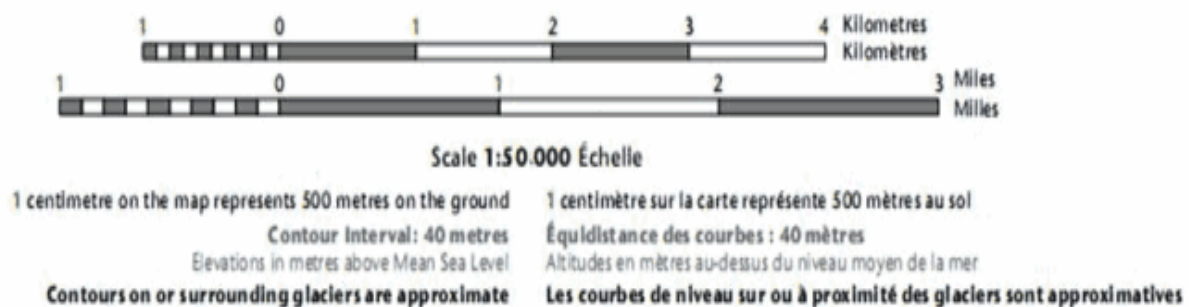 1 0 1 2 3 4 Kilometres
Kilomètres
1 0 1 2 3 Miles
Milles
Scale 1:50.000 Échelle
1 centimetre on the map represents 500 metres on the ground 1 centimètre sur la carte représente 500 mètres au sol
Contour Interval: 40 metres Équidistance des courbes : 40 mètres
Elevations in metres above Mean Sea Level Altitudes en mètres au-dessus du niveau moyen de la mer
Contours on or surrounding glaciers are approximate Les courbes de niveau sur ou à proximité des glaciers sont approximatives